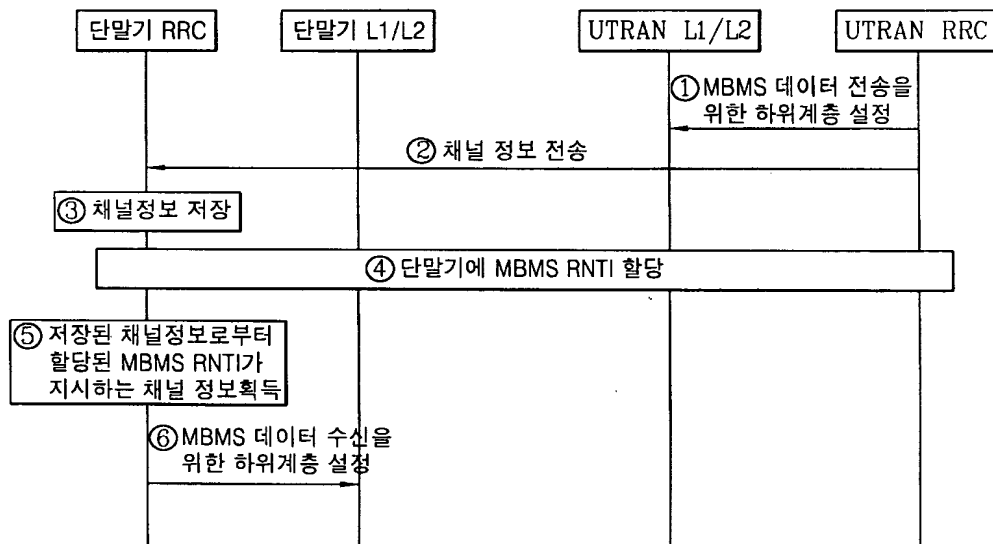 단말기 RRC
단말기 L1/L2
UTRAN L1/L2
UTRAN RRC
① MBMS 데이터 전송을
위한 하위계층 설정
② 채널 정보 전송
③ 채널정보 저장
④ 단말기에 MBMS RNTI 할당
⑤ 저장된 채널정보로부터
할당된 MBMS RNTI가
지시하는 채널 정보획득
⑥ MBMS 데이터 수신을
위한 하위계층 설정